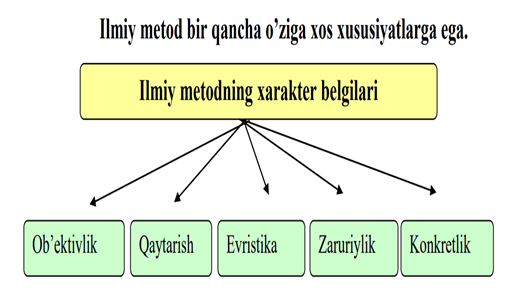 Ilmiy metod bir qancha o’ziga xos xususiyatlarga ega.
Ilmiy metodning xarakter belgilari
Ob’ektivlik
Qaytarish
Evristika
Zaruriylik
Konkretlik